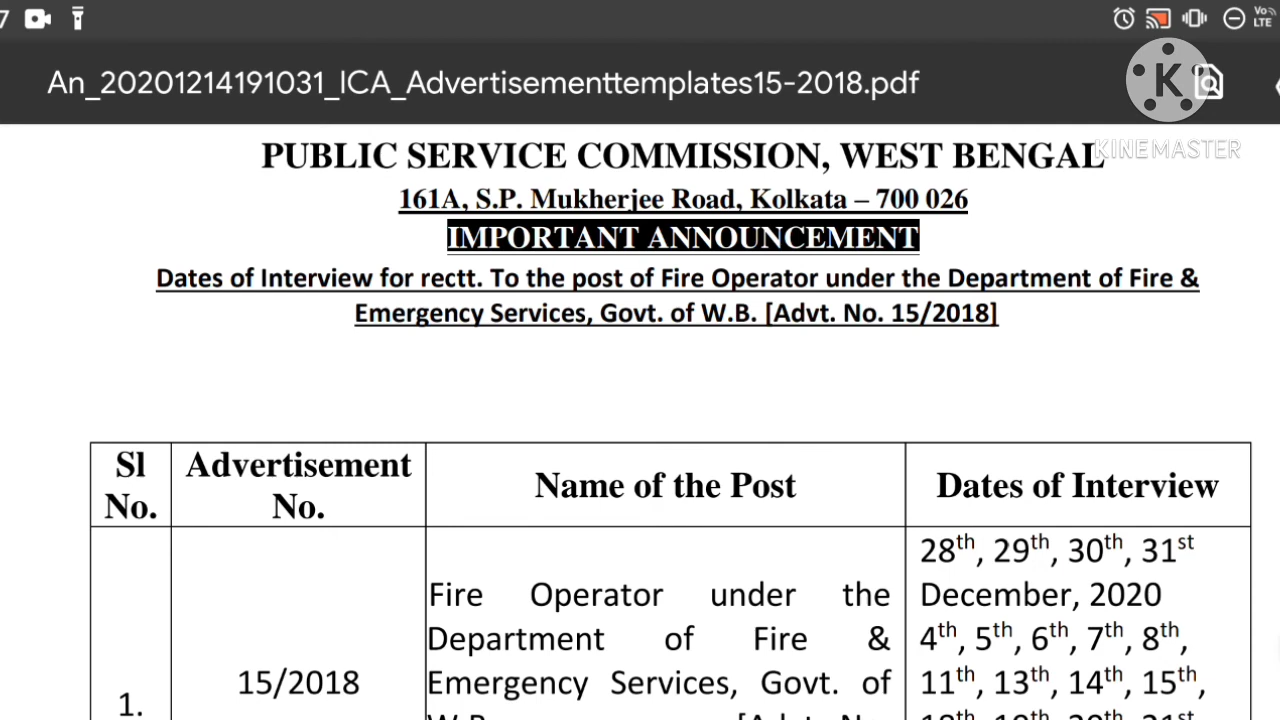 7
Vo
LTE
An_20201214191031_ICA_Advertisementtemplates15-2018.pdf
K
KINEMASTER
PUBLIC SERVICE COMMISSION, WEST BENGAL
161A, S.P. Mukherjee Road, Kolkata – 700 026
IMPORTANT ANNOUNCEMENT
Dates of Interview for rectt. To the post of Fire Operator under the Department of Fire &
Emergency Services, Govt. of W.B. [Advt. No. 15/2018]
Sl No. Advertisement No. Name of the Post Dates of Interview
28th, 29th, 30th, 31st
Fire Operator under the December, 2020
Department of Fire & 4th, 5th, 6th, 7th, 8th,
1. 15/2018 Emergency Services, Govt. of 11th, 13th, 14th, 15th,